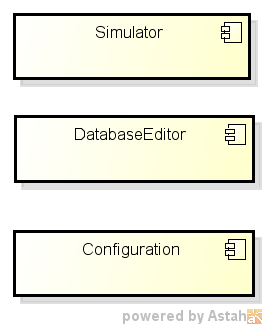 Simulator
DatabaseEditor
Configuration
powered by Astah